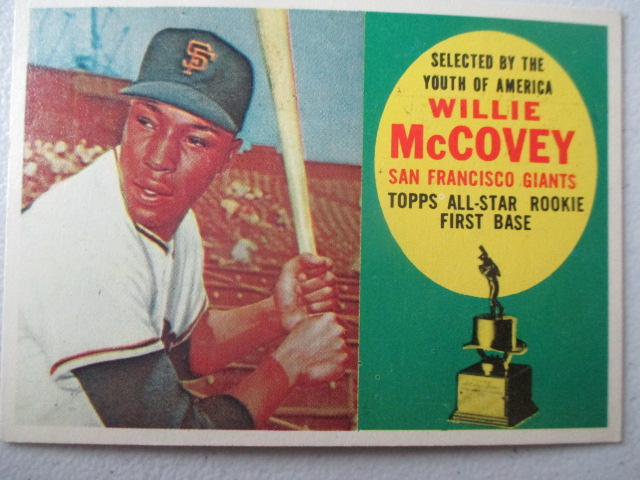 SF
SELECTED BY THE
YOUTH OF AMERICA
WILLIE
McCOVEY
SAN FRANCISCO GIANTS
TOPPS ALL-STAR ROOKIE
FIRST BASE